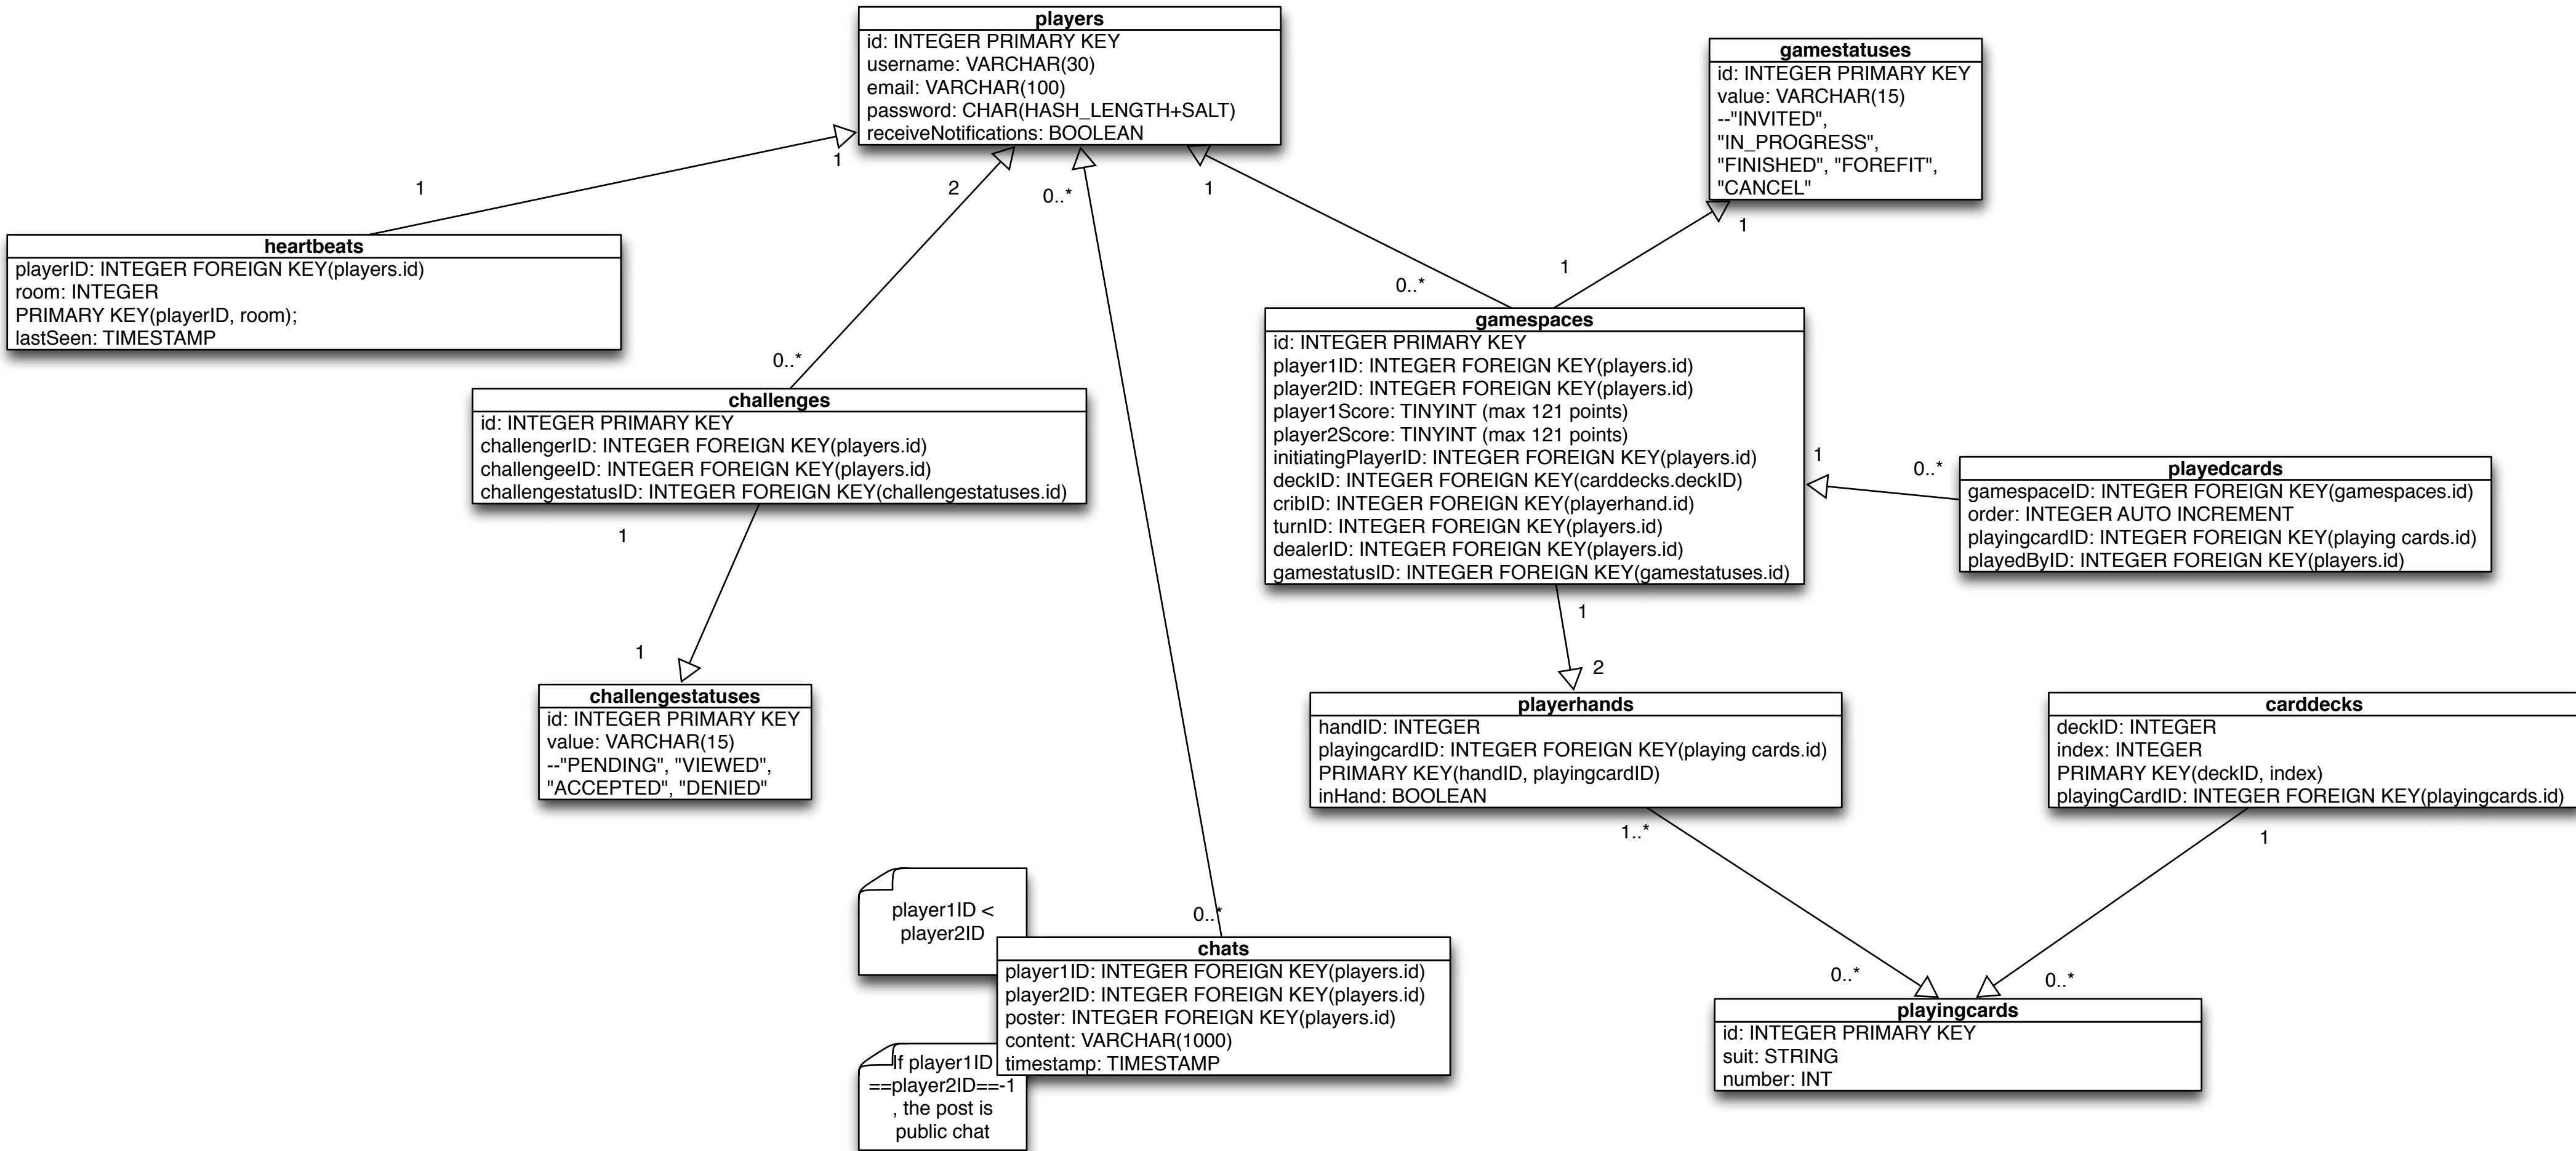 players
id: INTEGER PRIMARY KEY
username: VARCHAR(30)
email: VARCHAR(100)
password: CHAR(HASH_LENGTH+SALT)
receiveNotifications: BOOLEAN
gamestatuses
id: INTEGER PRIMARY KEY
value: VARCHAR(15)
--"INVITED",
"IN_PROGRESS",
"FINISHED", "FOREFIT",
"CANCEL"
1
1
2
0..*
1
1
1
0..*
0..*
heartbeats
playerID: INTEGER FOREIGN KEY(players.id)
room: INTEGER
PRIMARY KEY(playerID, room);
lastSeen: TIMESTAMP
challenges
id: INTEGER PRIMARY KEY
challengerID: INTEGER FOREIGN KEY(players.id)
challengeeID: INTEGER FOREIGN KEY(players.id)
challengestatusID: INTEGER FOREIGN KEY(challengestatuses.id)
gamespaces
id: INTEGER PRIMARY KEY
player1ID: INTEGER FOREIGN KEY(players.id)
player2ID: INTEGER FOREIGN KEY(players.id)
player1Score: TINYINT (max 121 points)
player2Score: TINYINT (max 121 points)
initiatingPlayerID: INTEGER FOREIGN KEY(players.id)
deckID: INTEGER FOREIGN KEY(carddecks.deckID)
cribID: INTEGER FOREIGN KEY(playerhand.id)
turnID: INTEGER FOREIGN KEY(players.id)
dealerID: INTEGER FOREIGN KEY(players.id)
gamestatusID: INTEGER FOREIGN KEY(gamestatuses.id)
1
0..*
playedcards
gamespaceID: INTEGER FOREIGN KEY(gamespaces.id)
order: INTEGER AUTO INCREMENT
playingcardID: INTEGER FOREIGN KEY(playing cards.id)
playedByID: INTEGER FOREIGN KEY(players.id)
1
1
1
2
challengestatuses
id: INTEGER PRIMARY KEY
value: VARCHAR(15)
--"PENDING", "VIEWED",
"ACCEPTED", "DENIED"
playerhands
handID: INTEGER
playingcardID: INTEGER FOREIGN KEY(playing cards.id)
PRIMARY KEY(handID, playingcardID)
inHand: BOOLEAN
carddecks
deckID: INTEGER
index: INTEGER
PRIMARY KEY(deckID, index)
playingCardID: INTEGER FOREIGN KEY(playingcards.id)
1..*
1
player1ID <
player2ID
0..*
chats
player1ID: INTEGER FOREIGN KEY(players.id)
player2ID: INTEGER FOREIGN KEY(players.id)
poster: INTEGER FOREIGN KEY(players.id)
content: VARCHAR(1000)
timestamp: TIMESTAMP
If player1ID
==player2ID==-1
, the post is
public chat
0..*
0..*
playingcards
id: INTEGER PRIMARY KEY
suit: STRING
number: INT